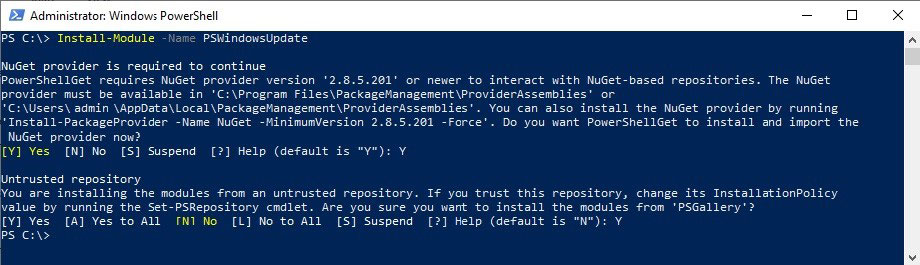 Administrator: Windows PowerShell
PS C:\> Install-Module -Name PSWindowsUpdate
NuGet provider is required to continue
PowerShellGet requires NuGet provider version '2.8.5.201' or newer to interact with NuGet-based repositories. The NuGet
provider must be available in 'C:\Program Files\PackageManagement\ProviderAssemblies' or
'C:\Users\ admin \AppData\Local\PackageManagement\ProviderAssemblies'. You can also install the NuGet provider by running
'Install-PackageProvider -Name NuGet -MinimumVersion 2.8.5.201 -Force'. Do you want PowerShellGet to install and import the
NuGet provider now?
[Y] Yes  [N] No  [S] Suspend  [?] Help (default is "Y"): Y
Untrusted repository
You are installing the modules from an untrusted repository. If you trust this repository, change its InstallationPolicy
value by running the Set-PSRepository cmdlet. Are you sure you want to install the modules from 'PSGallery'?
[Y] Yes  [A] Yes to All  [N] No  [L] No to All  [S] Suspend  [?] Help (default is "N"): Y
PS C:\>